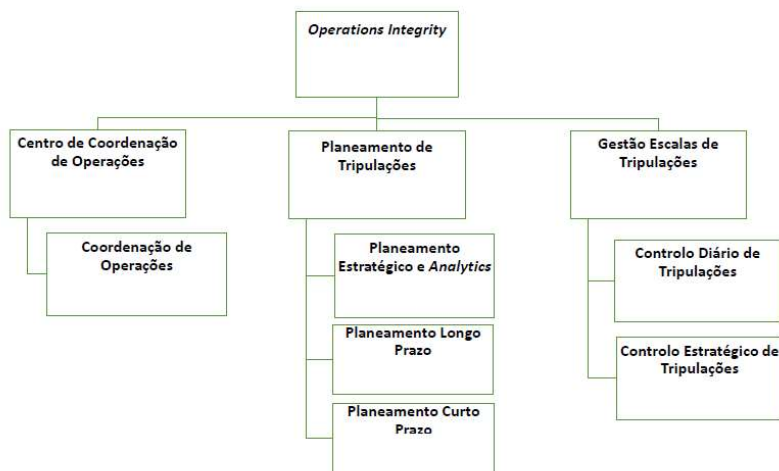 Operations Integrity
Centro de Coordenação
de Operações
Planeamento de
Tripulações
Gestão Escalas de
Tripulações
Coordenação de
Operações
Planeamento
Estratégico e Analytics
Controlo Diário de
Tripulações
Planeamento Longo
Prazo
Controlo Estratégico de
Tripulações
Planeamento Curto
Prazo